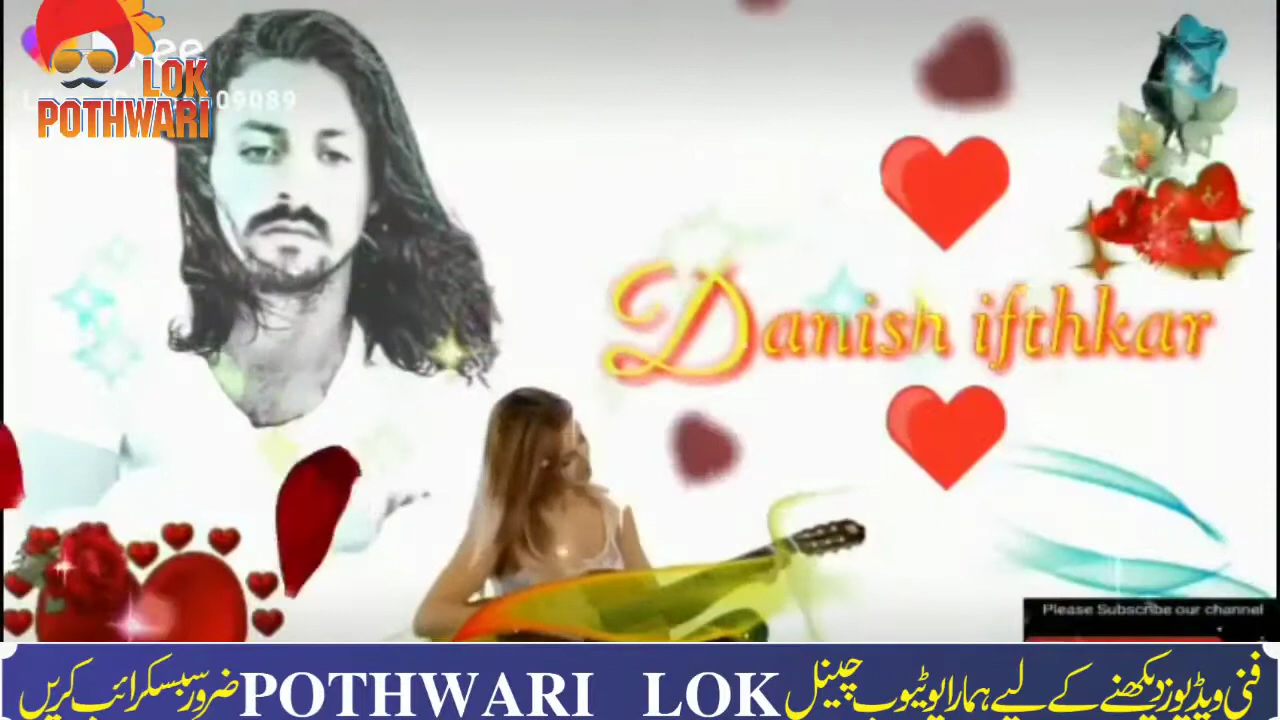 LOK
POTHWARI
09089
Danish ifthkar
Please Subscribe our channel
فنی ویڈیوز دیکھنے کے لیے ہمارا یوٹیوب چینل POTHWARI LOK ضرور سبسکرائب کریں